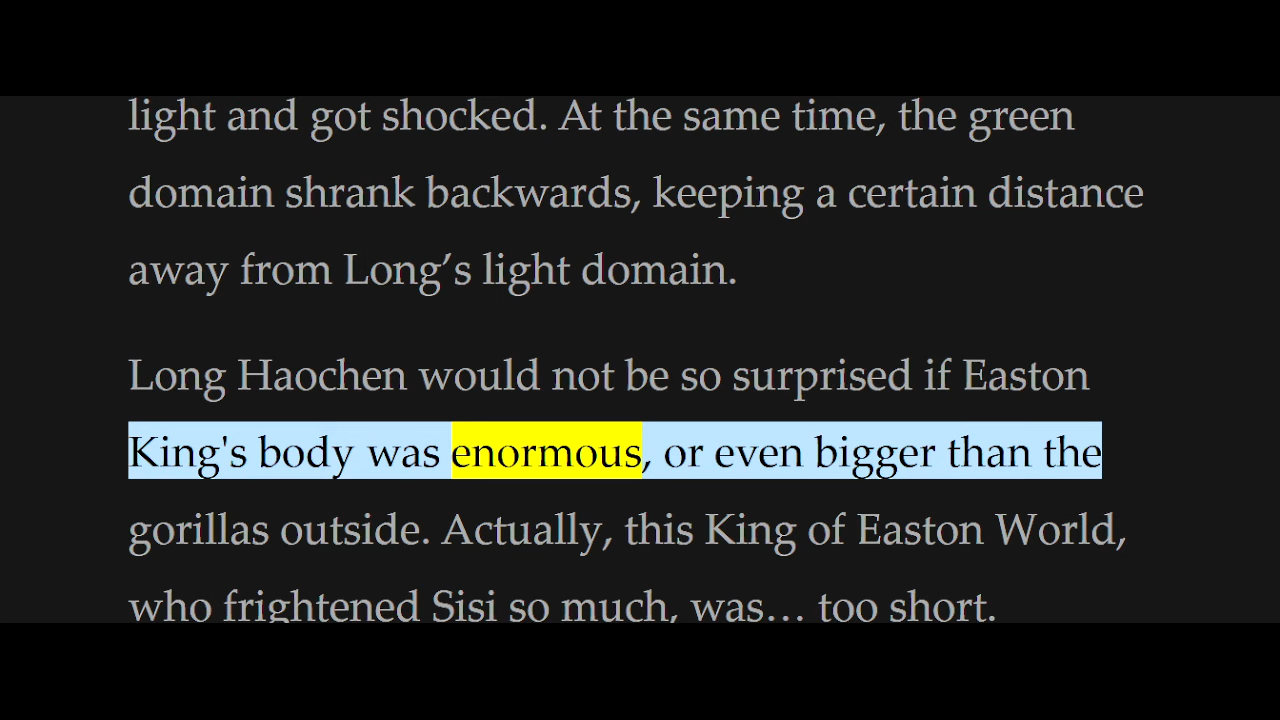 light and got shocked. At the same time, the green
domain shrank backwards, keeping a certain distance
away from Long’s light domain.
Long Haochen would not be so surprised if Easton
King's body was enormous, or even bigger than the
gorillas outside. Actually, this King of Easton World,
who frightened Sisi so much, was… too short.